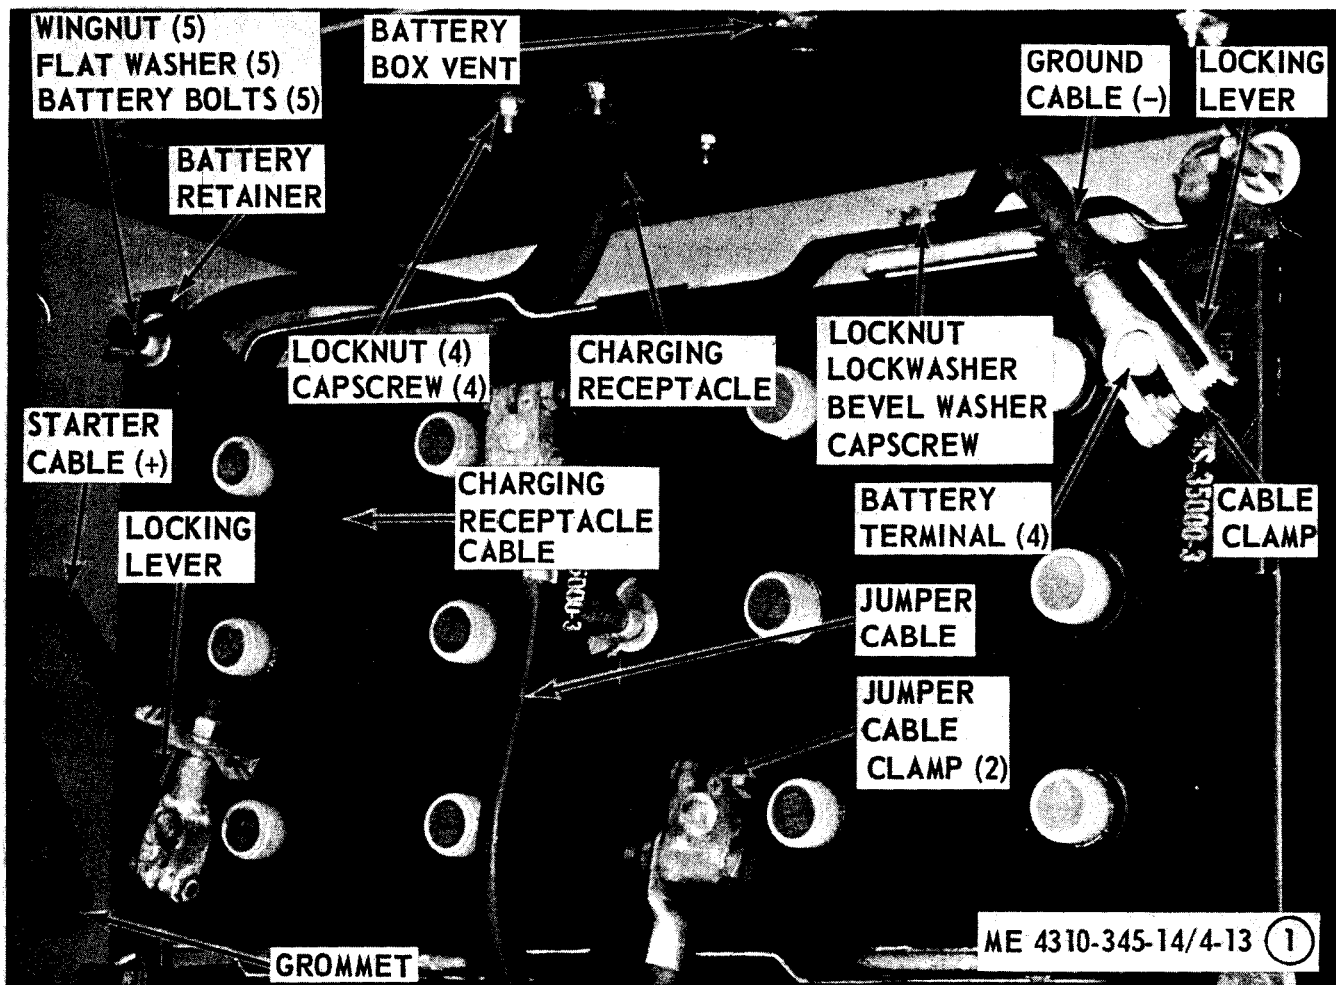 WINGNUT (5)
FLAT WASHER (5)
BATTERY BOLTS (5)
BATTERY
BOX VENT
GROUND
CABLE (-)
LOCKING
LEVER
BATTERY
RETAINER
LOCKNUT (4)
CAPSCREW (4)
CHARGING
RECEPTACLE
LOCKNUT
LOCKWASHER
BEVEL WASHER
CAPSCREW
STARTER
CABLE (+)
CHARGING
RECEPTACLE
CABLE
BATTERY
TERMINAL (4)
CABLE
CLAMP
LOCKING
LEVER
JUMPER
CABLE
JUMPER
CABLE
CLAMP (2)
GROMMET
ME 4310-345-14/4-13 1